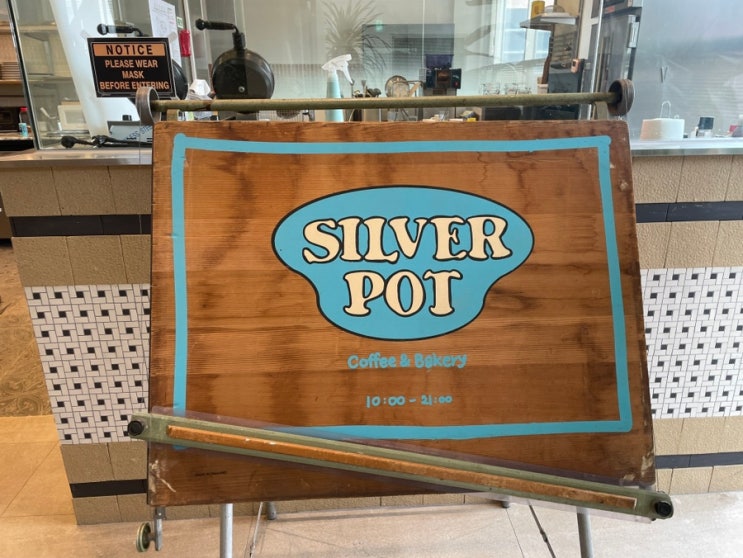 NOTICE
PLEASE WEAR
MASK
BEFORE ENTERING
SILVER
POT
Coffee & Bakery
10:00 - 21:00